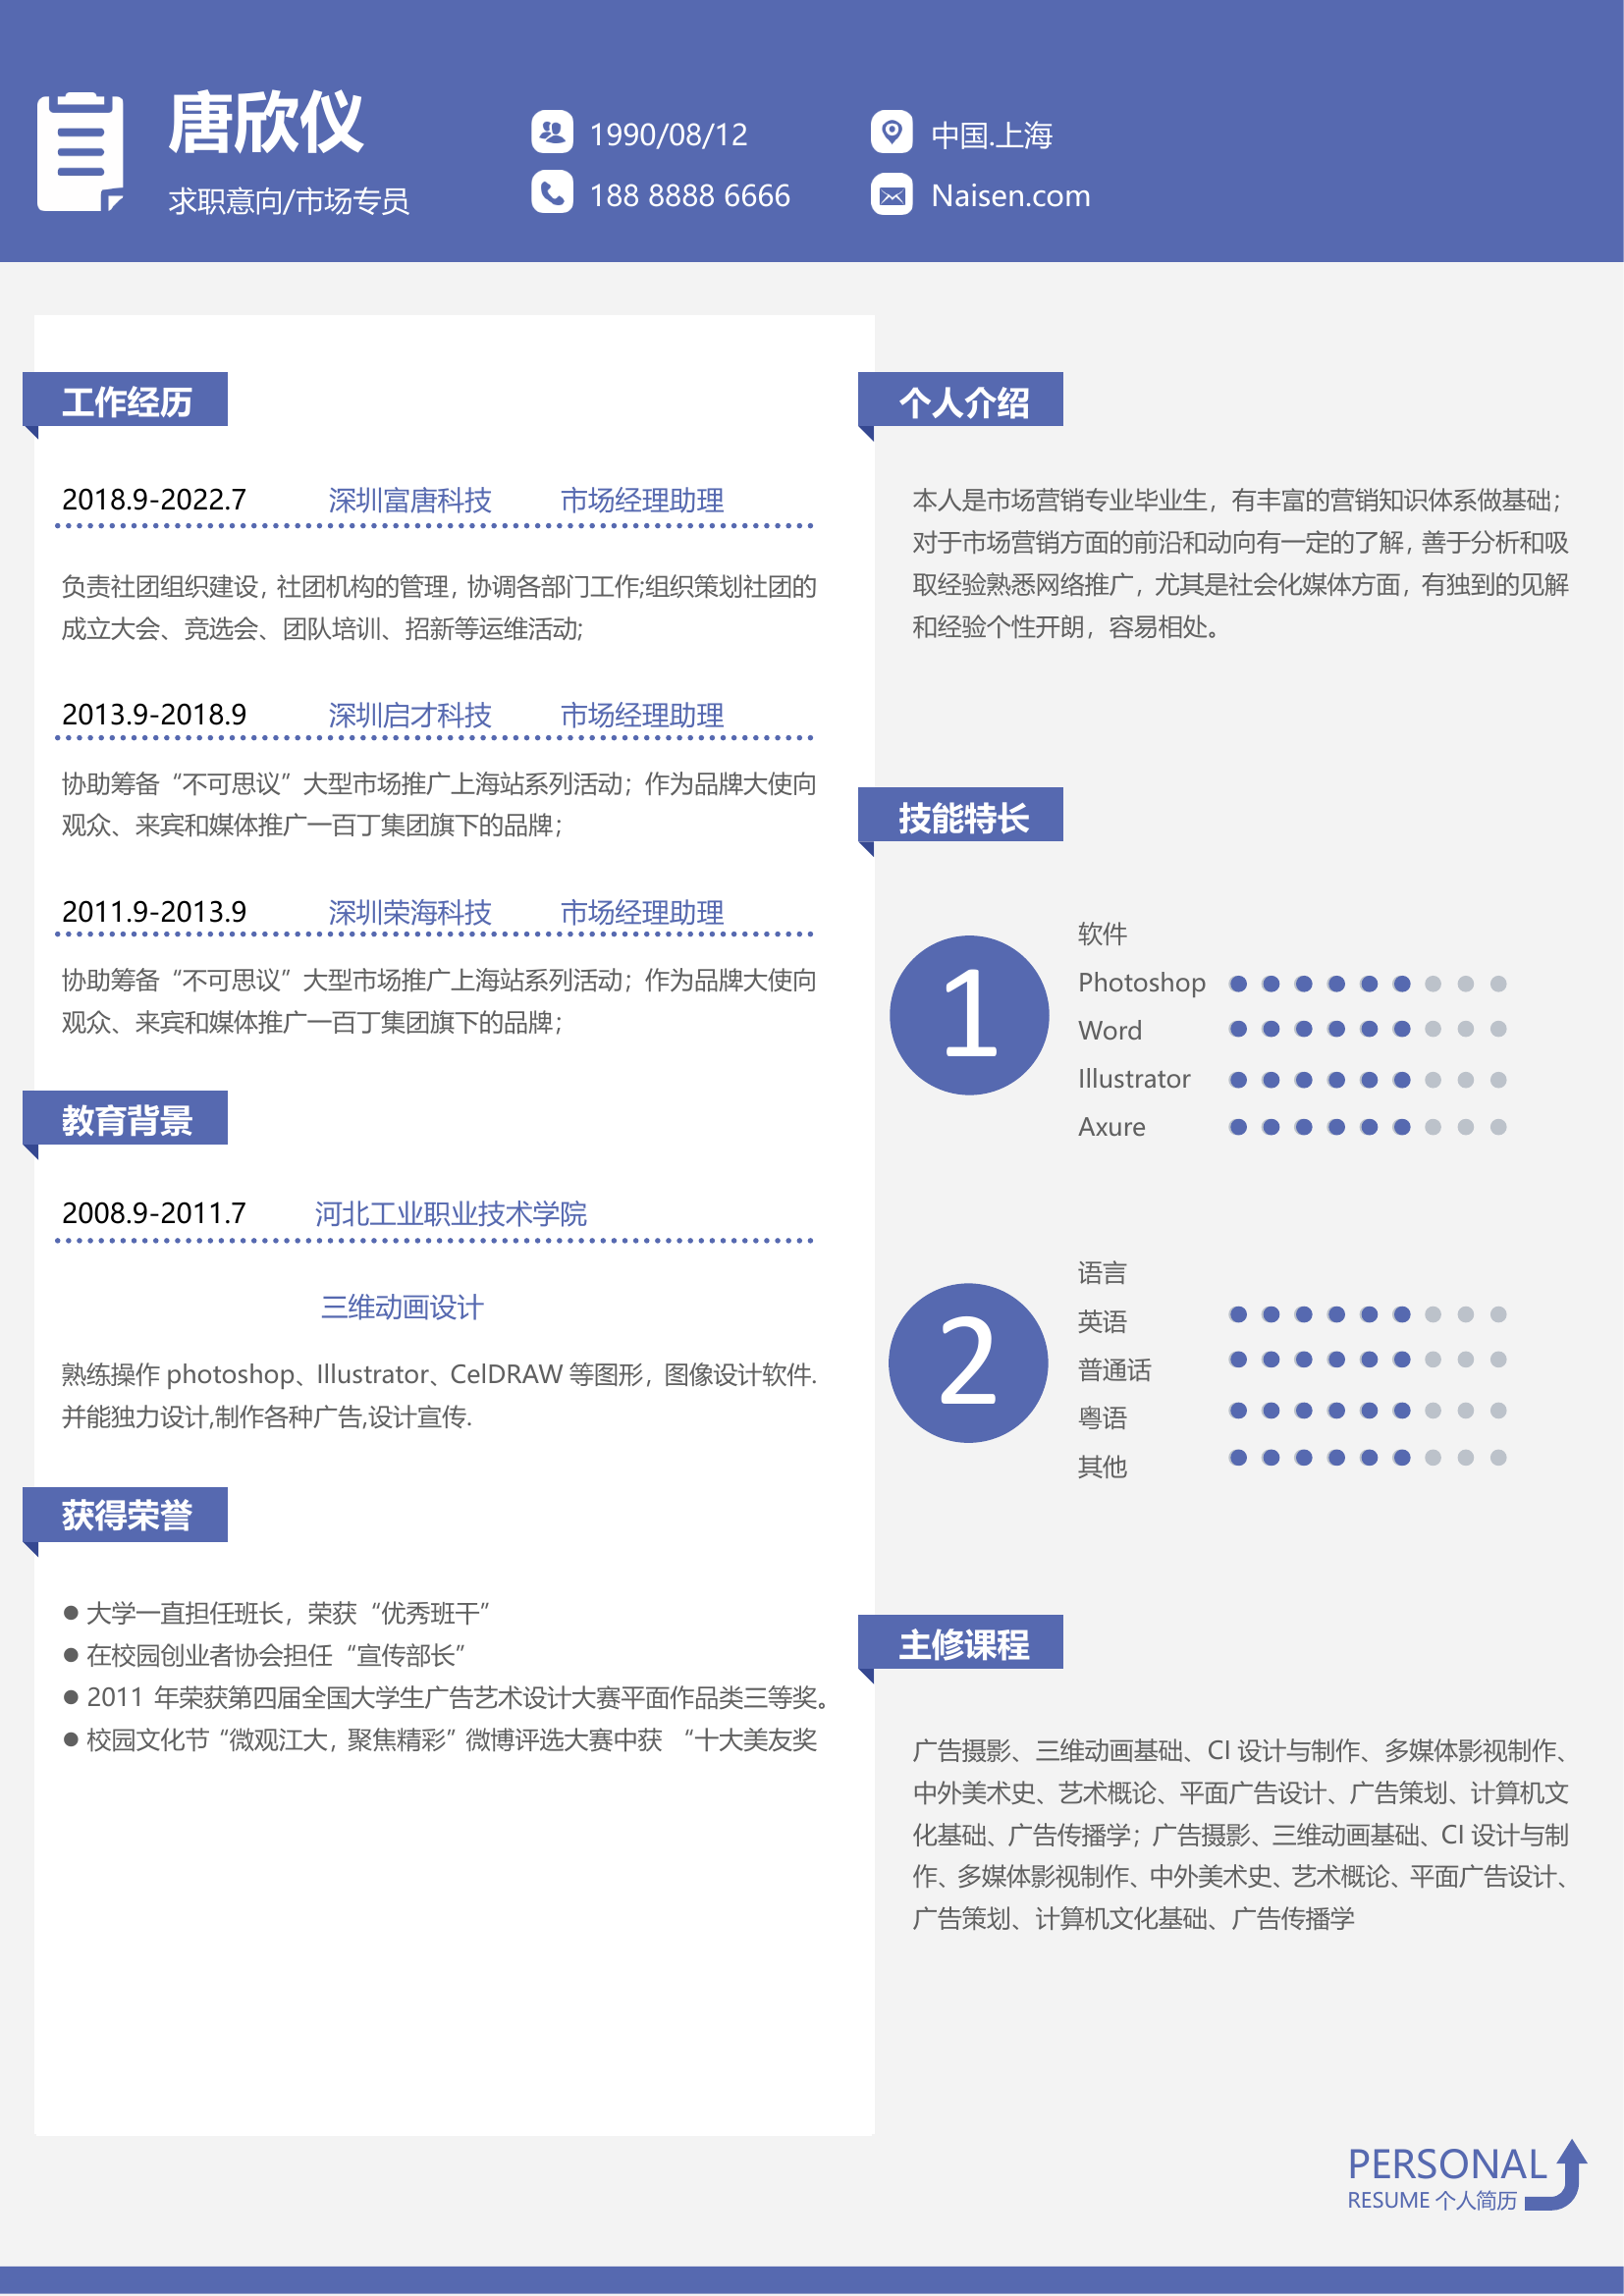 唐欣仪
求职意向/市场专员
1990/08/12
188 8888 6666
中国.上海
Naisen.com
工作经历
2018.9-2022.7 深圳富唐科技 市场经理助理
负责社团组织建设，社团机构的管理，协调各部门工作;组织策划社团的
成立大会、竞选会、团队培训、招新等运维活动;
2013.9-2018.9 深圳启才科技 市场经理助理
协助筹备“不可思议”大型市场推广上海站系列活动；作为品牌大使向
观众、来宾和媒体推广一百丁集团旗下的品牌；
2011.9-2013.9 深圳荣海科技 市场经理助理
协助筹备“不可思议”大型市场推广上海站系列活动；作为品牌大使向
观众、来宾和媒体推广一百丁集团旗下的品牌；
教育背景
2008.9-2011.7 河北工业职业技术学院
三维动画设计
熟练操作 photoshop、Illustrator、CelDRAW 等图形，图像设计软件.
并能独力设计,制作各种广告,设计宣传.
获得荣誉
● 大学一直担任班长，荣获“优秀班干”
● 在校园创业者协会担任“宣传部长”
● 2011 年荣获第四届全国大学生广告艺术设计大赛平面作品类三等奖。
● 校园文化节“微观江大，聚焦精彩”微博评选大赛中获 “十大美友奖
个人介绍
本人是市场营销专业毕业生，有丰富的营销知识体系做基础；
对于市场营销方面的前沿和动向有一定的了解，善于分析和吸
取经验熟悉网络推广，尤其是社会化媒体方面，有独到的见解
和经验个性开朗，容易相处。
技能特长
1
软件
Photoshop
Word
Illustrator
Axure
2
语言
英语
普通话
粤语
其他
主修课程
广告摄影、三维动画基础、CI 设计与制作、多媒体影视制作、
中外美术史、艺术概论、平面广告设计、广告策划、计算机文
化基础、广告传播学；广告摄影、三维动画基础、CI 设计与制
作、多媒体影视制作、中外美术史、艺术概论、平面广告设计、
广告策划、计算机文化基础、广告传播学
PERSONAL
RESUME 个人简历